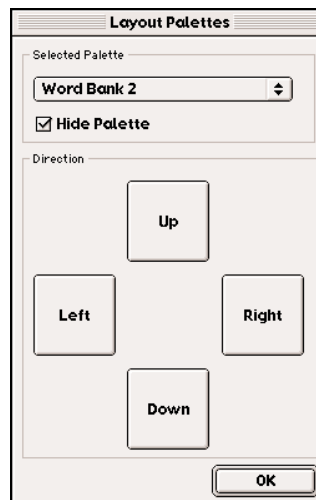 Layout Palettes
Selected Palette
Word Bank 2
Hide Palette
Direction
Up
Left
Right
Down
OK